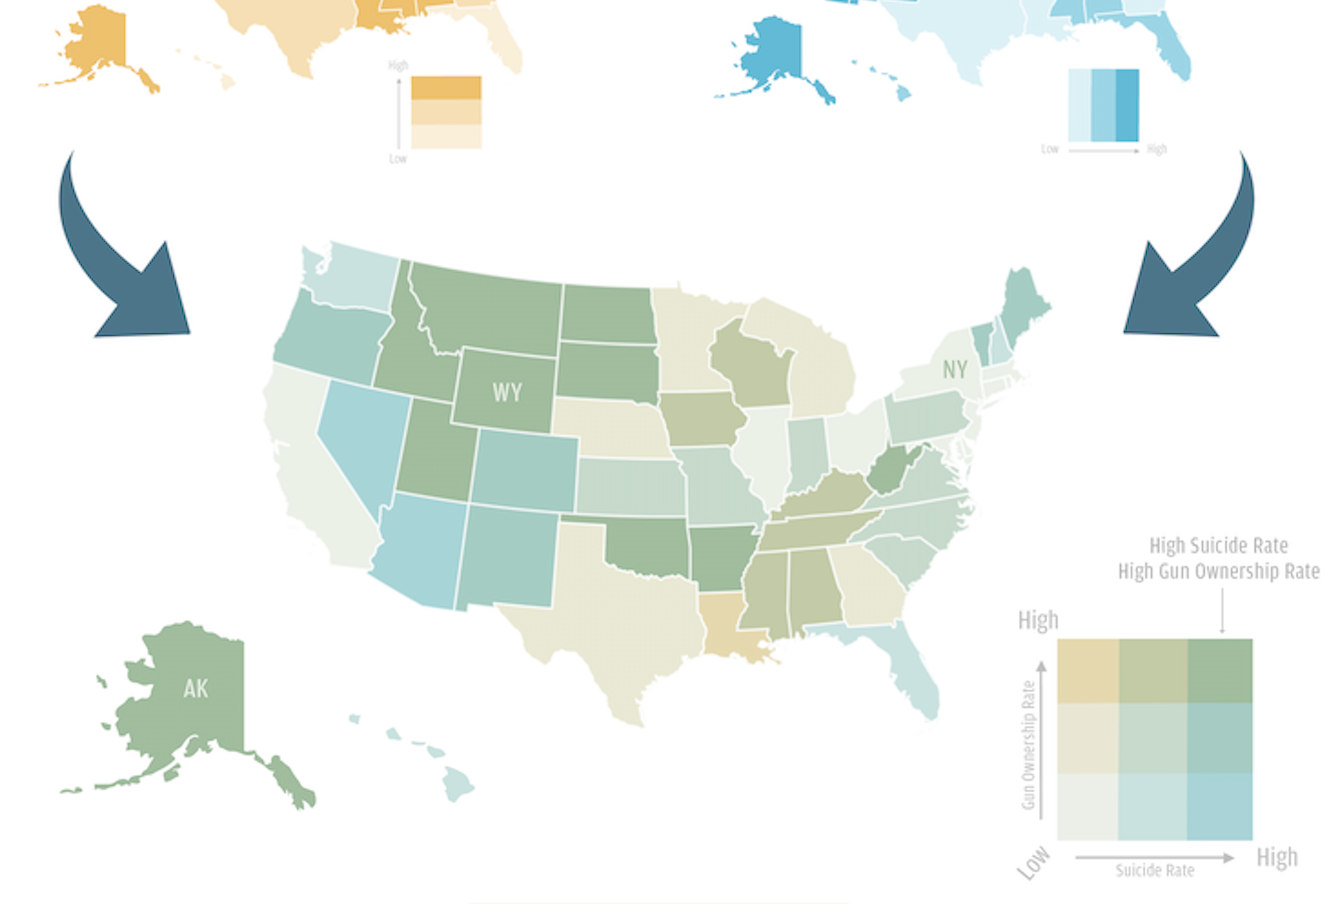 High
Low
Low
High
NY
WY
AK
High Suicide Rate
High Gun Ownership Rate
High
Gun Ownership Rate
Low
Suicide Rate
High